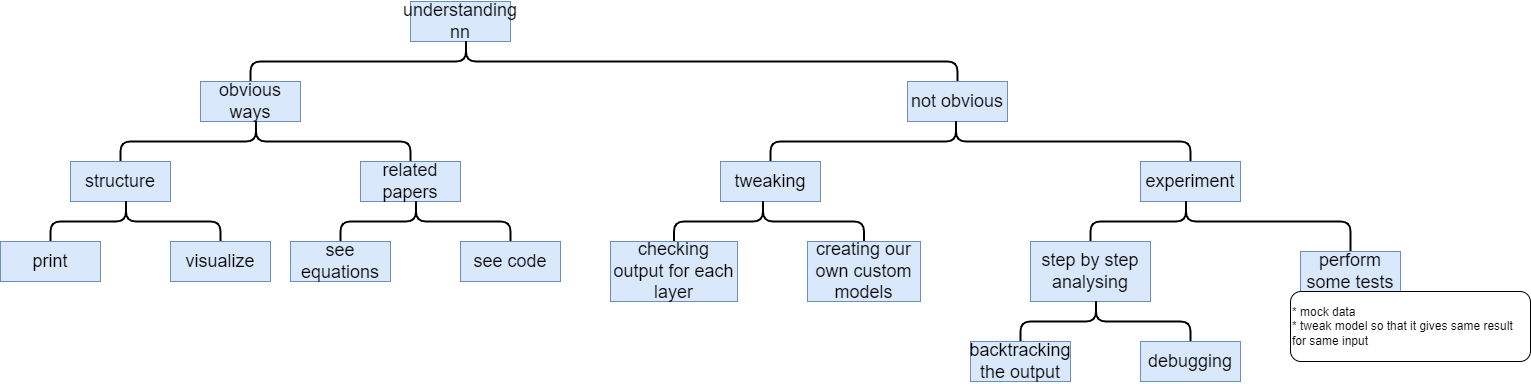 understanding
nn
obvious
ways
not obvious
structure
related
papers
tweaking
experiment
print
visualize
see
equations
see code
checking
output for each
layer
creating our
own custom
models
step by step
analysing
perform
some tests
* mock data
* tweak model so that it gives same result
for same input
backtracking
the output
debugging